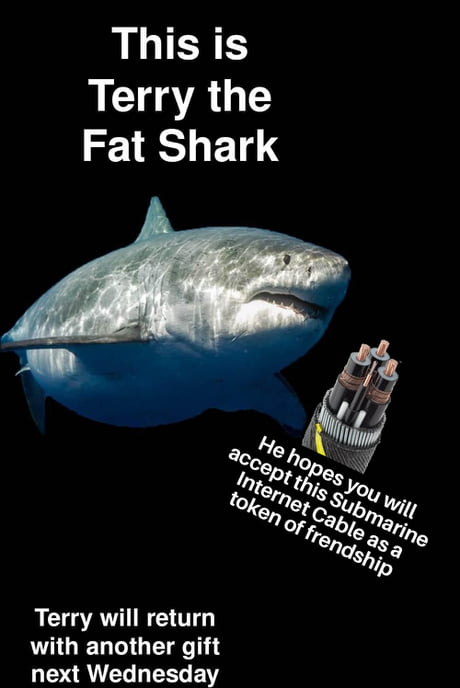 This is
Terry the
Fat Shark
He hopes you will
accept this Submarine
Internet Cable as a
token of frendship
Terry will return
with another gift
next Wednesday